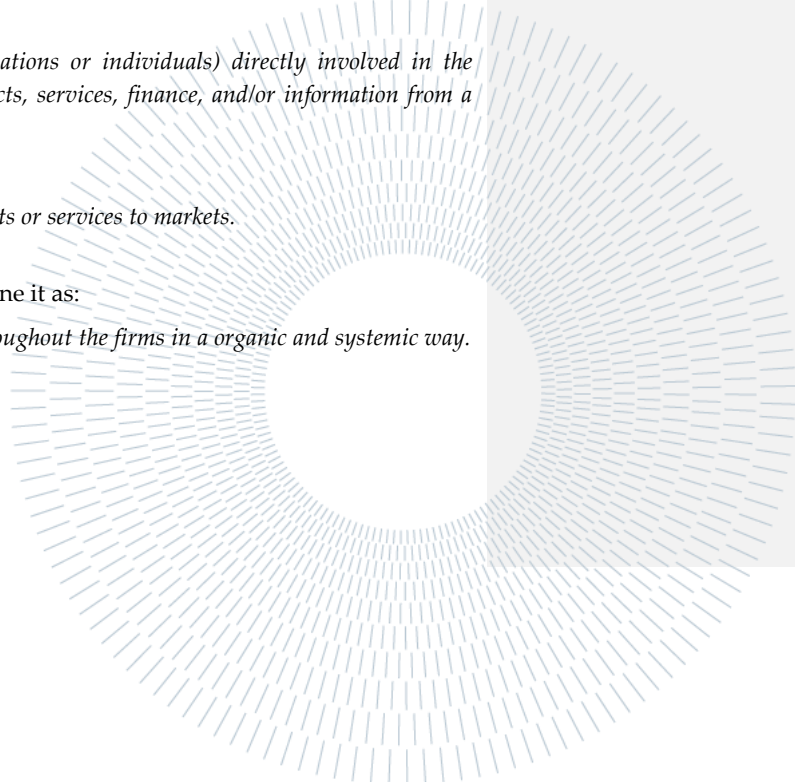 ations or individuals) directly involved in the
cts, services, finance, and/or information from a
ts or services to markets.
ne it as:
oughout the firms in a organic and systemic way.